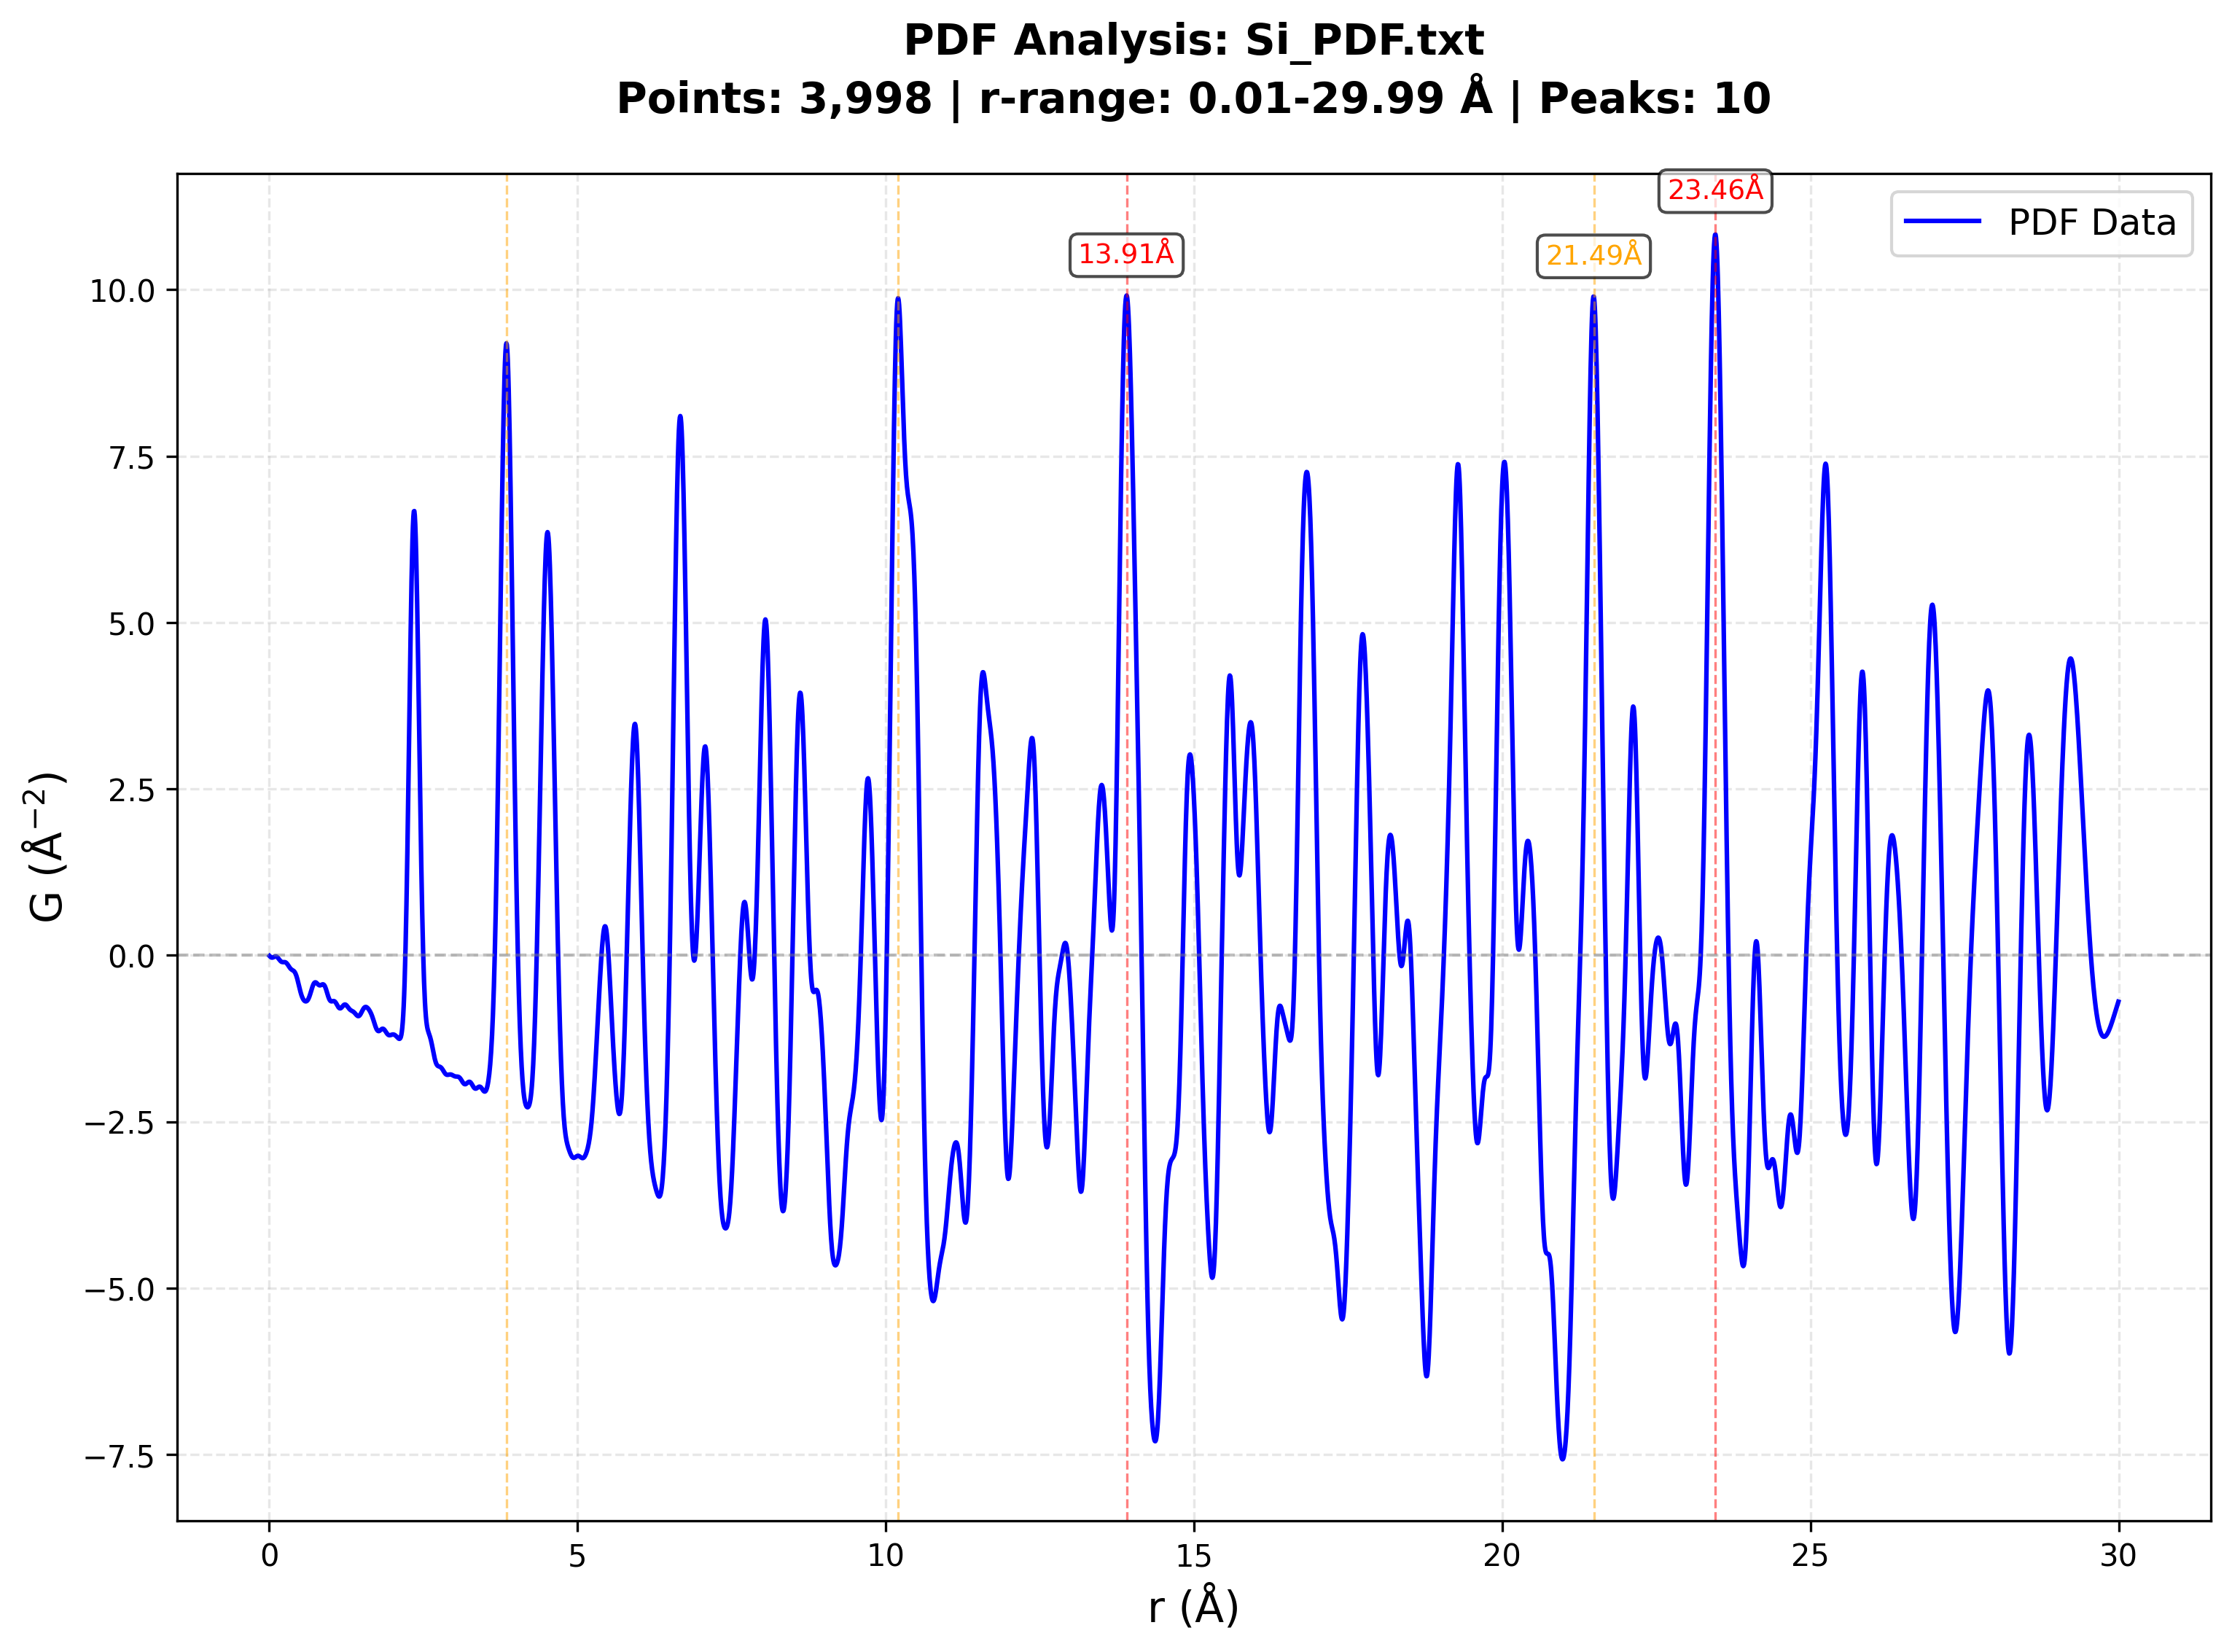 PDF Analysis: Si_PDF.txt
Points: 3,998 | r-range: 0.01-29.99 Å | Peaks: 10
23.46Å
PDF Data
13.91Å
21.49Å
10.0
7.5
5.0
2.5
0.0
−2.5
−5.0
−7.5
G (Å⁻²)
0 5 10 15 20 25 30
r (Å)